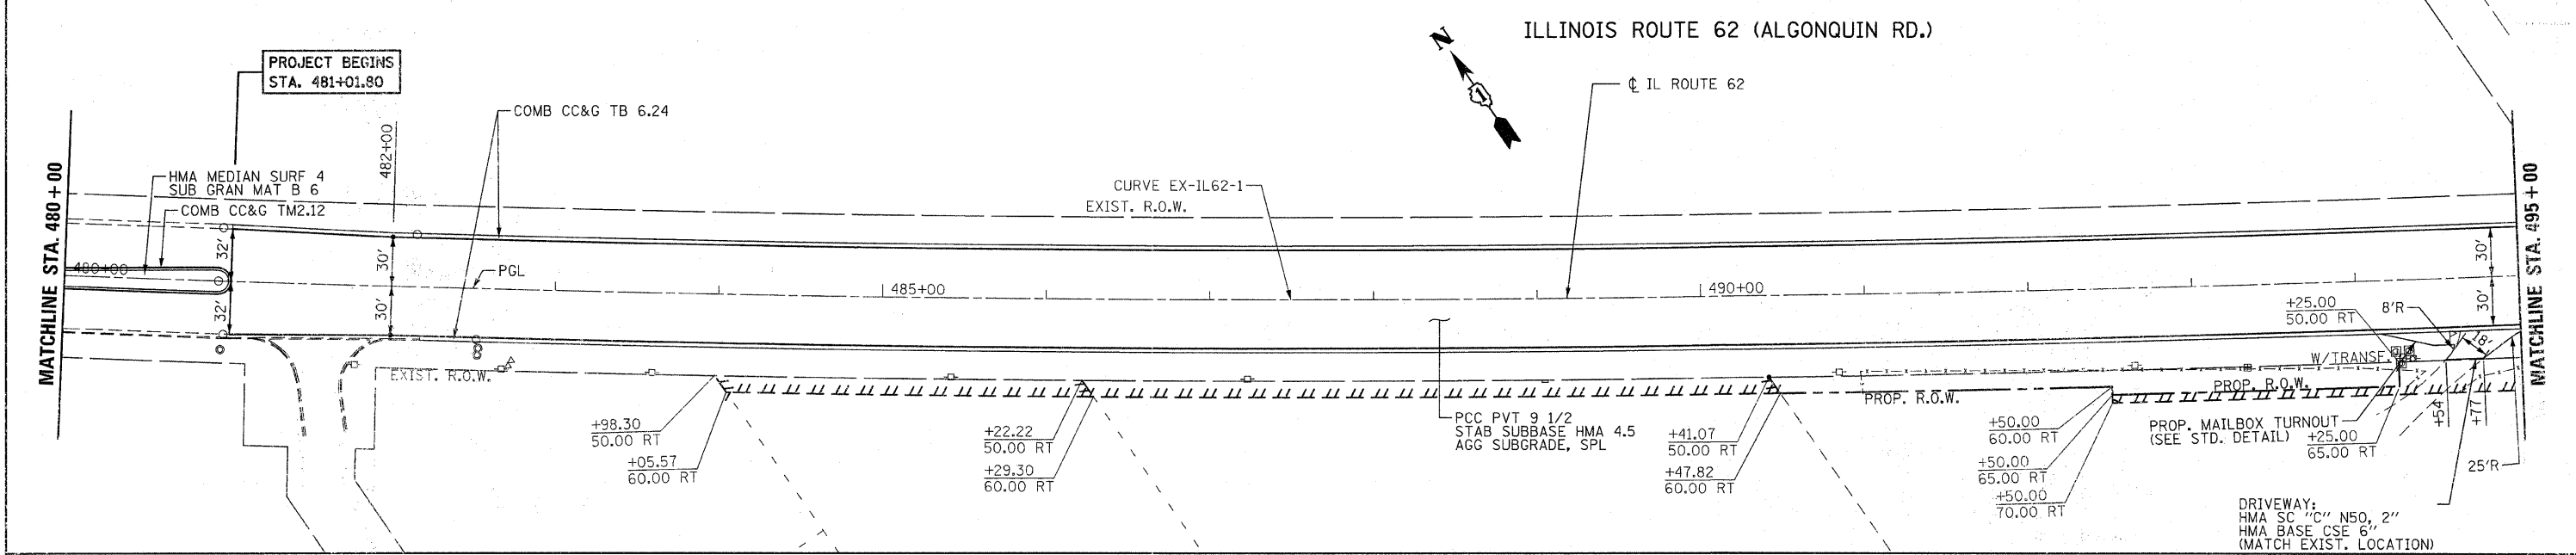 ILLINOIS ROUTE 62 (ALGONQUIN RD.)
N
1
PROJECT BEGINS
STA. 481+01.80
COMB CC&G TB 6.24
℄ IL ROUTE 62
482+00
MATCHLINE STA. 480+00
HMA MEDIAN SURF 4
SUB GRAN MAT B 6
COMB CC&G TM2.12
CURVE EX-IL62-1
EXIST. R.O.W.
MATCHLINE STA. 495+00
32'
30'
30'
480+00
PGL
485+00
490+00
32'
30'
30'
+25.00
50.00 RT
8'R
18'
W/TRANSF.
EXIST. R.O.W.
PROP. R.O.W.
PROP. R.O.W.
+98.30
50.00 RT
+05.57
60.00 RT
+22.22
50.00 RT
+29.30
60.00 RT
PCC PVT 9 1/2
STAB SUBBASE HMA 4.5
AGG SUBGRADE, SPL
+41.07
50.00 RT
+47.82
60.00 RT
+50.00
60.00 RT
+50.00
65.00 RT
+50.00
70.00 RT
PROP. MAILBOX TURNOUT
(SEE STD. DETAIL)
+25.00
65.00 RT
+54
+77
25'R
DRIVEWAY:
HMA SC "C" N50, 2"
HMA BASE CSE 6"
(MATCH EXIST. LOCATION)